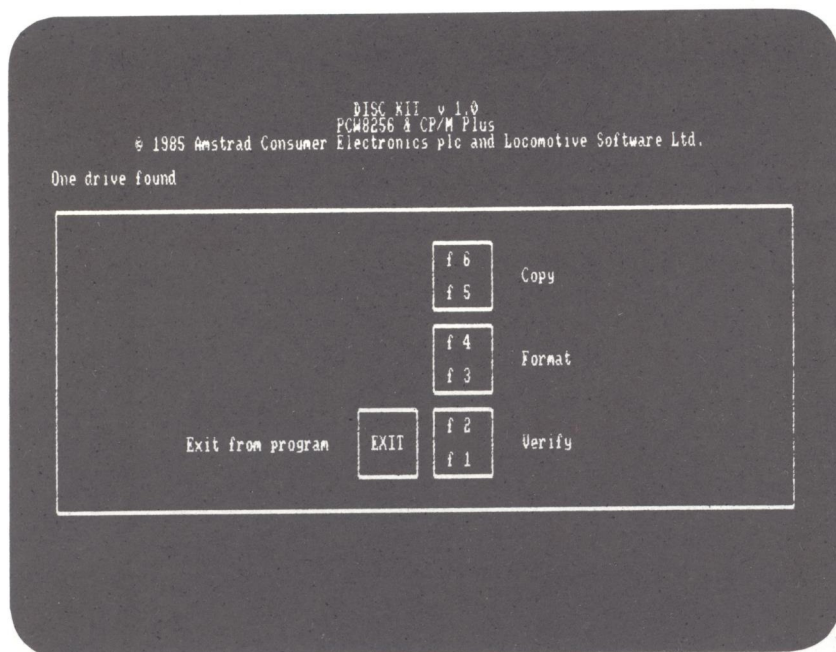 DISC KIT v 1.0
PCW8256 & CP/M Plus
© 1985 Amstrad Consumer Electronics plc and Locomotive Software Ltd.
One drive found
f 6
f 5
Copy
f 4
f 3
Format
f 2
f 1
Verify
Exit from program
EXIT